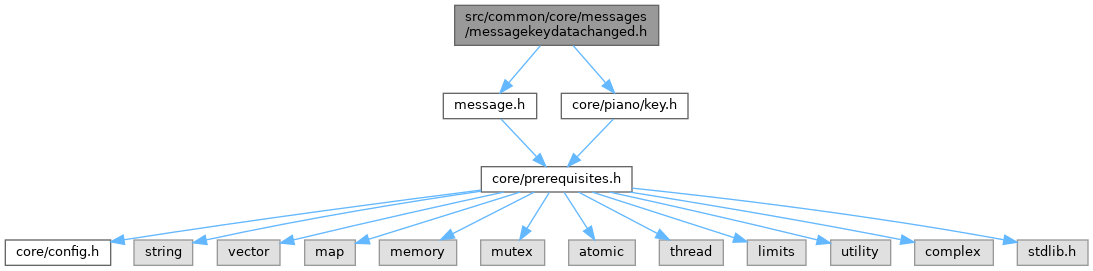 src/common/core/messages
/messagekeydatachanged.h
message.h
core/piano/key.h
core/prerequisites.h
core/config.h
string
vector
map
memory
mutex
atomic
thread
limits
utility
complex
stdlib.h